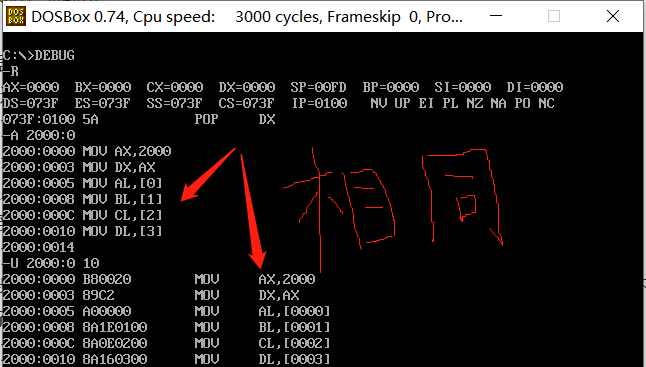 DOSBox 0.74, Cpu speed:    3000 cycles, Frameskip  0, Pro...
C:\>DEBUG
-R
AX=0000  BX=0000  CX=0000  DX=0000  SP=00FD  BP=0000  SI=0000  DI=0000
DS=073F  ES=073F  SS=073F  CS=073F  IP=0100   NV UP EI PL NZ NA PO NC
073F:0100 5A            POP     DX
-A 2000:0
2000:0000 MOV AX,2000
2000:0003 MOV DX,AX
2000:0005 MOV AL,[0]
2000:0008 MOV BL,[1]
2000:000C MOV CL,[2]
2000:0010 MOV DL,[3]
2000:0014
-U 2000:0 10
2000:0000 B80020        MOV     AX,2000
2000:0003 89C2          MOV     DX,AX
2000:0005 A00000        MOV     AL,[0000]
2000:0008 8A1E0100      MOV     BL,[0001]
2000:000C 8A0E0200      MOV     CL,[0002]
2000:0010 8A160300      MOV     DL,[0003]
相同